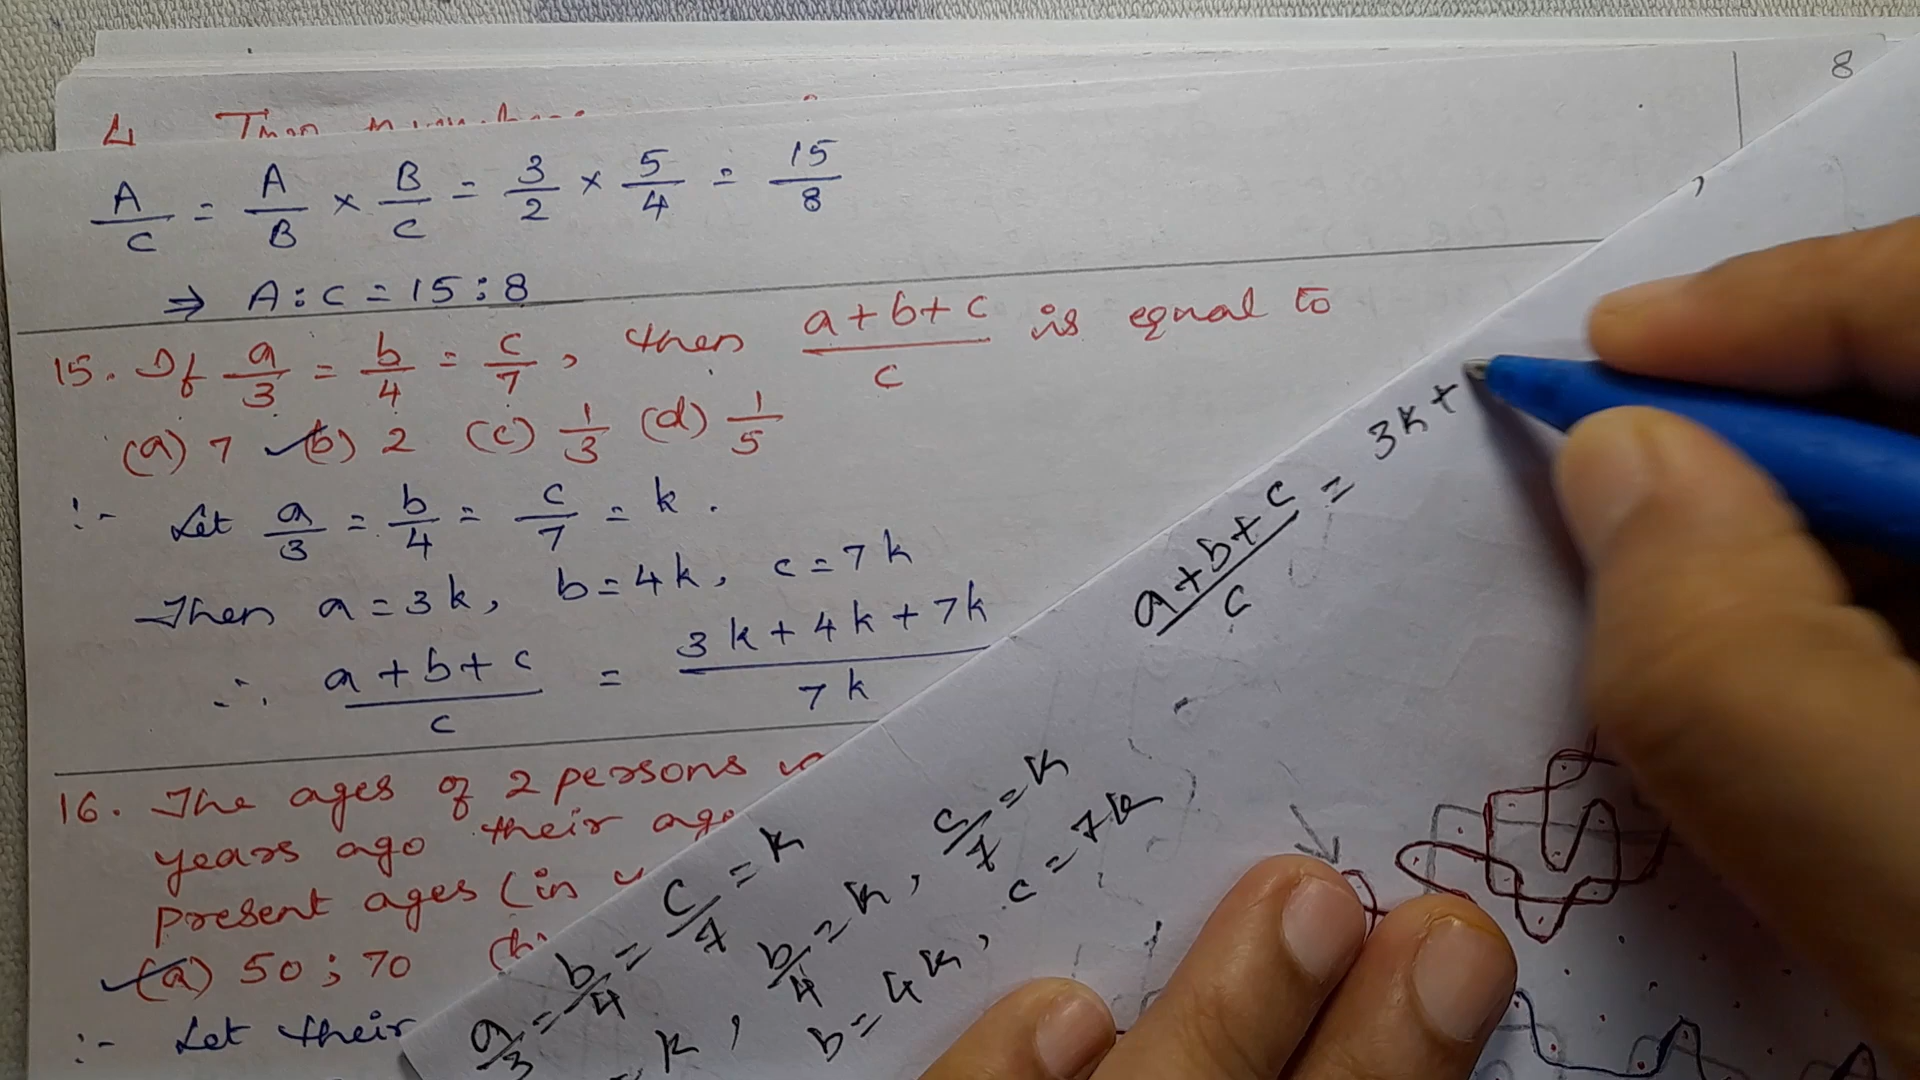 8
A/C = A/B × B/C = 3/2 × 5/4 = 15/8
⇒ A:C = 15:8
15. If a/3 = b/4 = c/7, then (a+b+c)/c is equal to
(a) 7 (b) 2 (c) 1/3 (d) 1/5
:- Let a/3 = b/4 = c/7 = k.
Then a = 3k, b = 4k, c = 7k
∴ (a+b+c)/c = (3k + 4k + 7k)/7k
16. The ages of 2 persons
years ago their
present ages (in
(a) 50 ; 70
:- Let their
(a+b+c)/c = 3k +
a/3 = b/4 = c/7 = k
= k, b/4 = k, c/7 = k
b = 4k, c = 7k